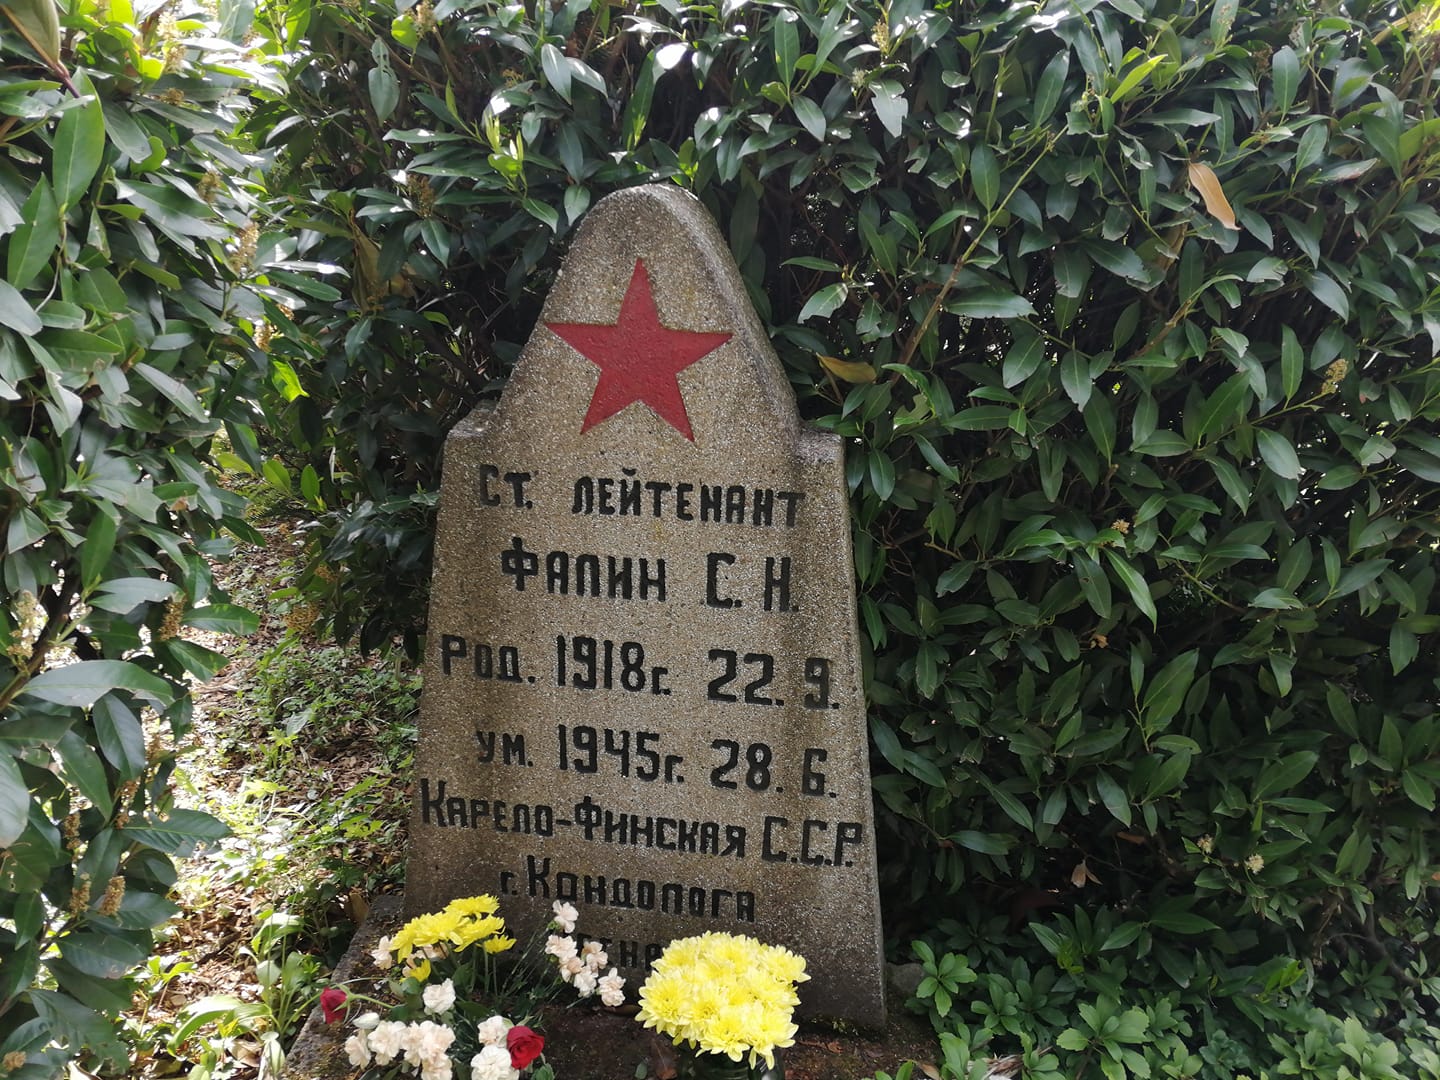 Ст. ЛЕЙТЕНАНТ
ФАЛИН С. Н.
Род. 1918г. 22. 9.
УМ. 1945г. 28. 6.
КАРЕЛО-ФИНСКАЯ С.С.Р.
г. КОНДОПОГА